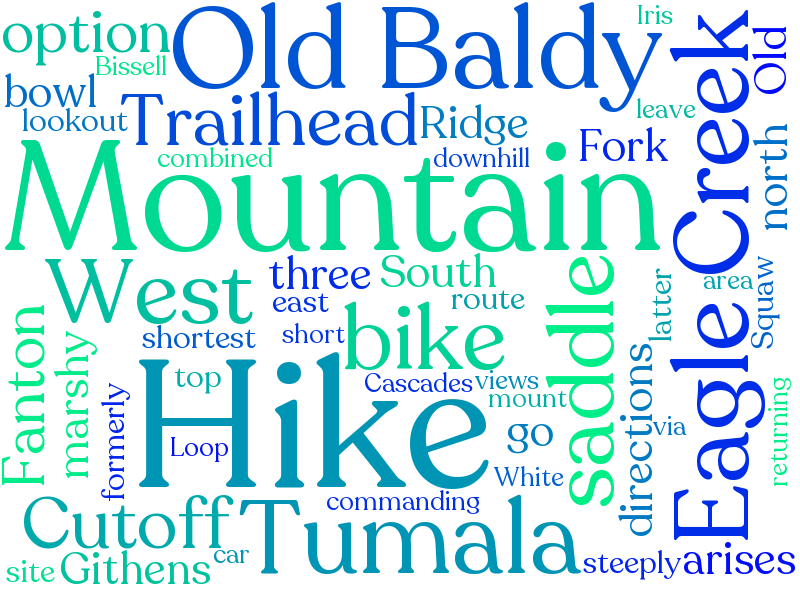 option
Old Baldy
Iris
Bissell
bowl
lookout
Trailhead
Ridge
leave
Old
combined
downhill
Fork
north
Mountain
Eagle Creek
West
three
South
saddle
latter
area
Squaw
east
route
shortest
short
bike
Fanton
marshy
top
Cascades
views
mount
directions
formerly
Loop
Hike
go
via
returning
White
commanding
Cutoff
Tumala
car
site
Githens
steeply
arises